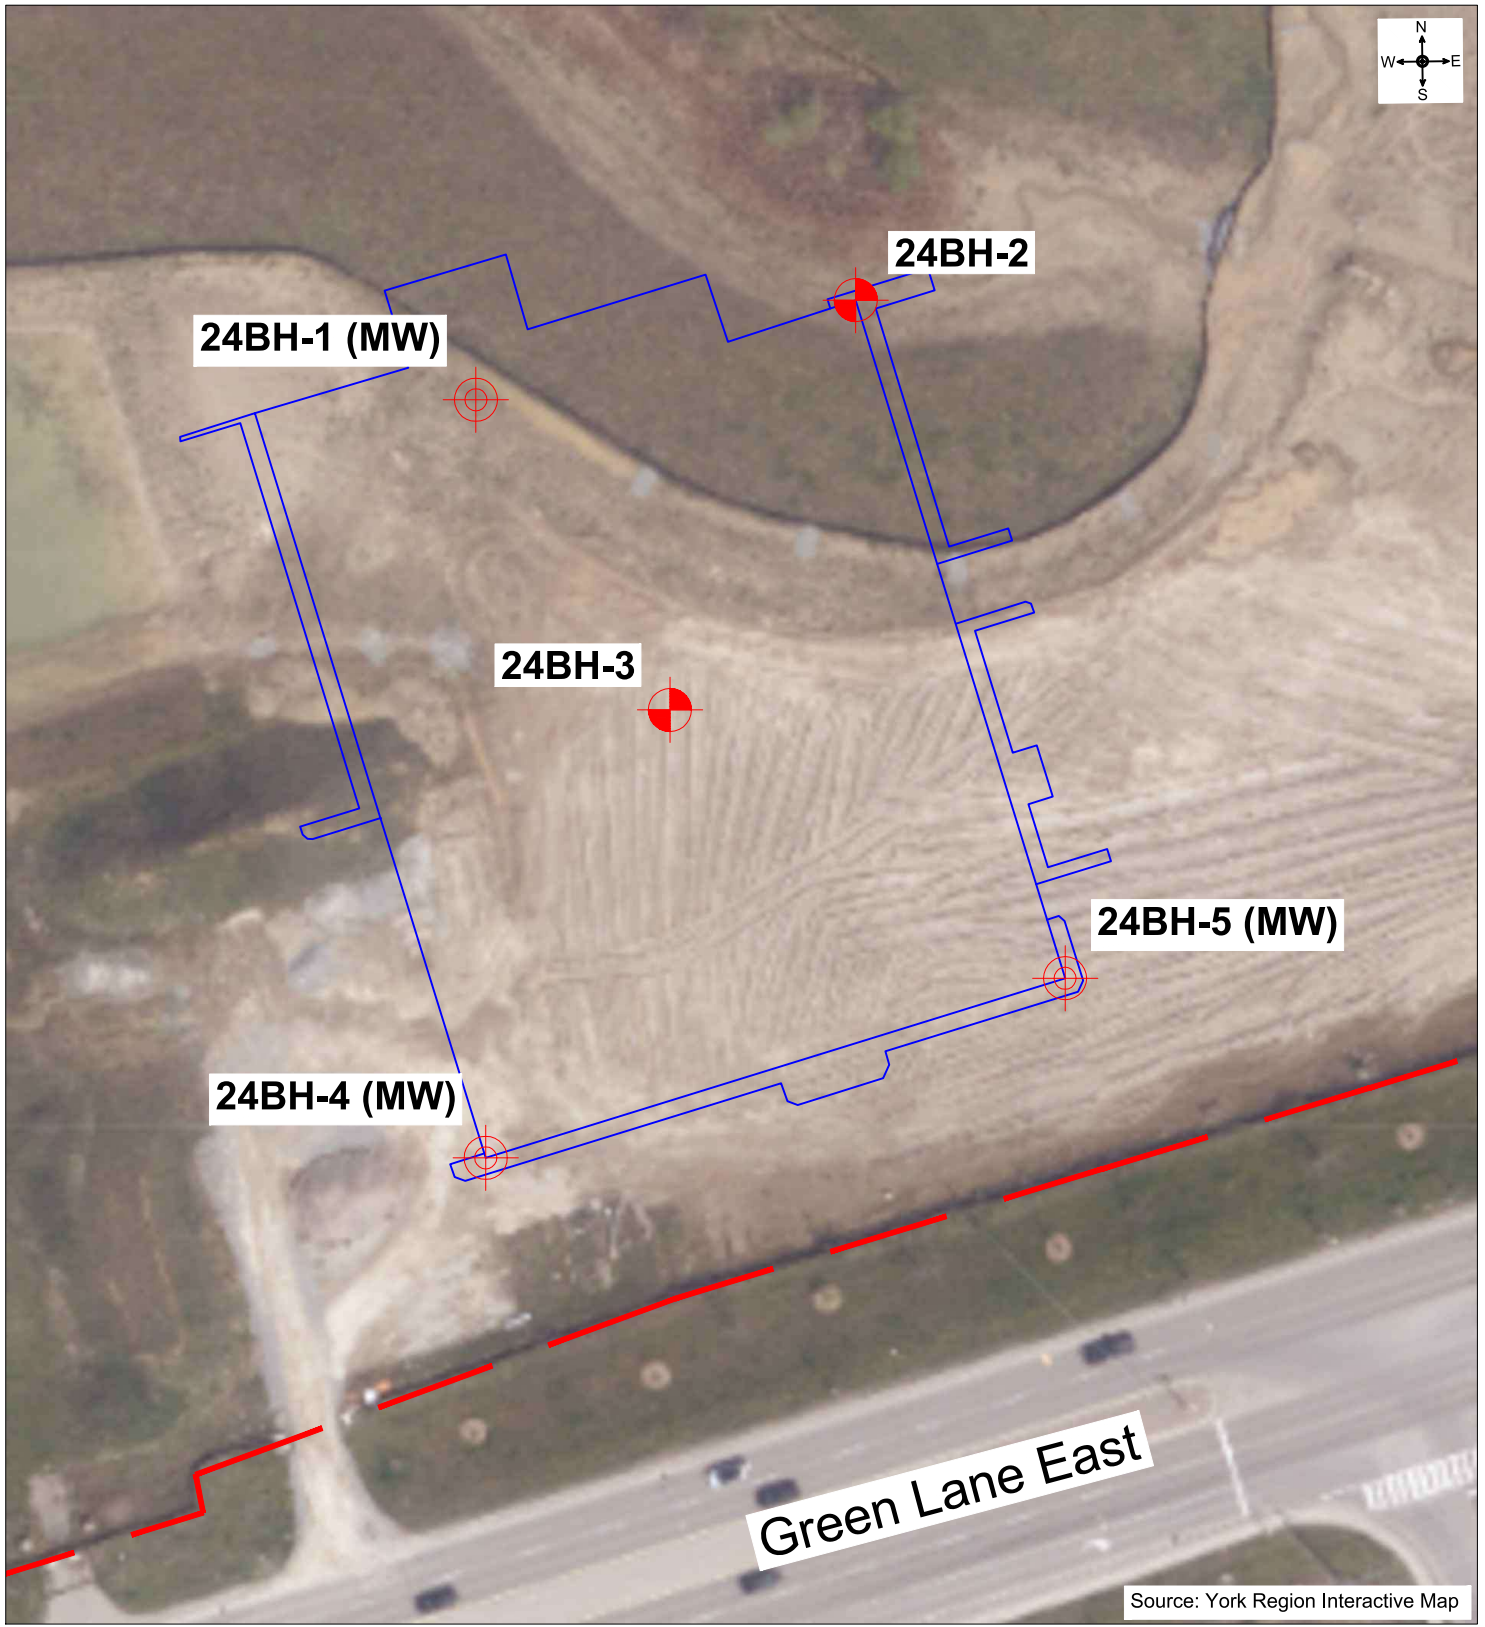 N
W E
S
24BH-2
24BH-1 (MW)
24BH-3
24BH-5 (MW)
24BH-4 (MW)
Green Lane East
Source: York Region Interactive Map